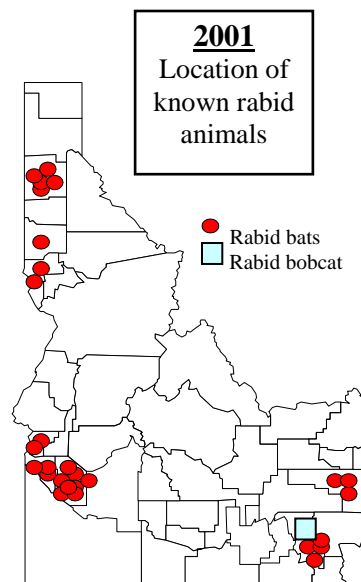 2001
Location of
known rabid
animals
Rabid bats
Rabid bobcat